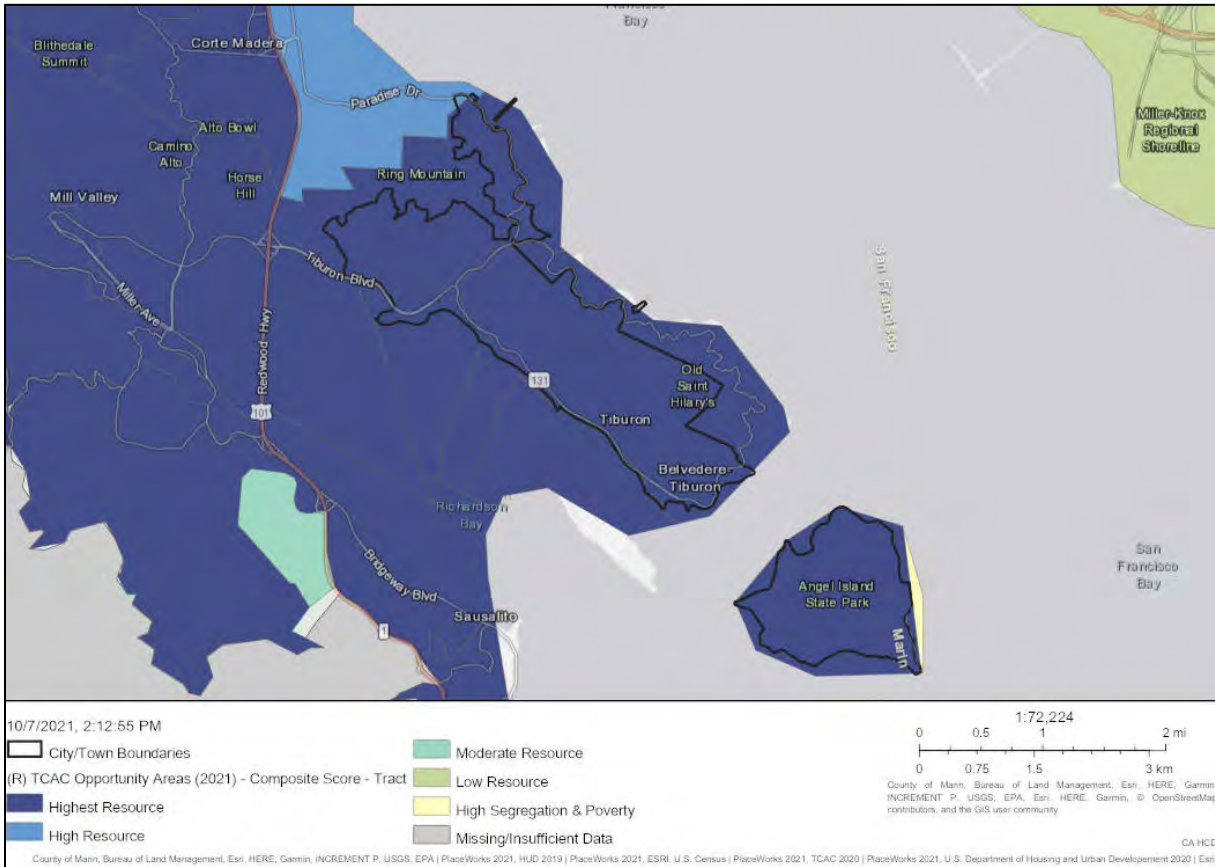 Francisco
Bay
Corte Madera
Blithedale
Summit
Paradise Dr
Alto Bowl
Miller-Knox
Regional
Shoreline
Camino
Alto
Ring Mountain
Horse
Hill
Mill Valley
Tiburon Blvd
San Francisco
Miller Ave
Redwood Hwy
Old
Saint
Hilary's
131
101
Tiburon
Belvedere-
Tiburon
Richardson
Bay
San
Francisco
Bay
Bridgeway Blvd
Angel Island
State Park
Sausalito
1
Marin
10/7/2021, 2:12:55 PM
City/Town Boundaries
(R) TCAC Opportunity Areas (2021) - Composite Score - Tract
Highest Resource
High Resource
Moderate Resource
Low Resource
High Segregation & Poverty
Missing/Insufficient Data
1:72,224
0 0.5 1 2 mi
0 0.75 1.5 3 km
County of Marin, Bureau of Land Management, Esri, HERE, Garmin,
INCREMENT P, USGS, EPA, Esri, HERE, Garmin, © OpenStreetMap
contributors, and the GIS user community
CA HCD
County of Marin, Bureau of Land Management, Esri, HERE, Garmin, INCREMENT P, USGS, EPA | PlaceWorks 2021, HUD 2019 | PlaceWorks 2021, ESRI, U.S. Census | PlaceWorks 2021, TCAC 2020 | PlaceWorks 2021, U.S. Department of Housing and Urban Development 2020 | Esri